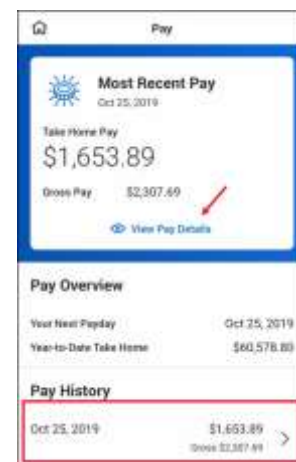 Pay
Most Recent Pay
Oct 25, 2019
Take Home Pay
$1,653.89
Gross Pay $2,307.69
View Pay Details
Pay Overview
Your Next Payday Oct 25, 2019
Year-to-Date Take Home $60,578.80
Pay History
Oct 25, 2019 $1,653.89
Gross $2,307.69